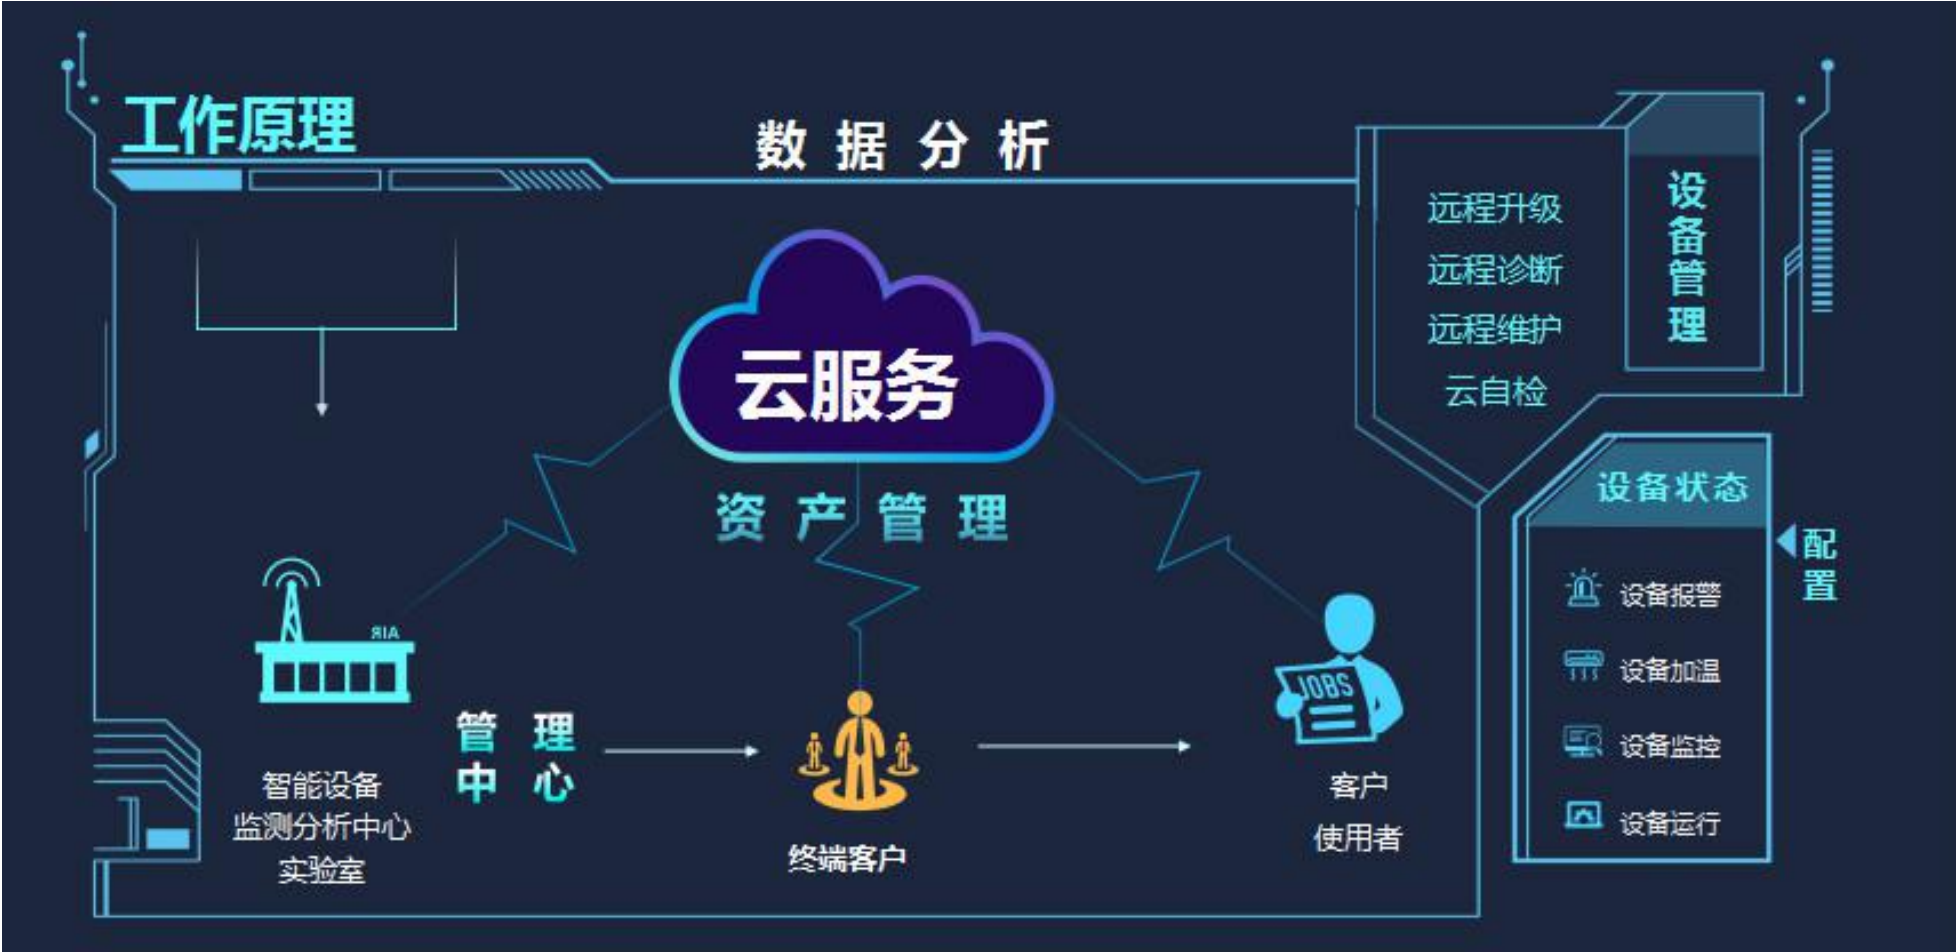 工作原理
数据分析
设备管理
远程升级
远程诊断
远程维护
云自检
云服务
资产管理
设备状态
配置
设备报警
设备加温
设备监控
设备运行
AIR
JOBS
管理
中心
智能设备
监测分析中心
实验室
终端客户
客户
使用者